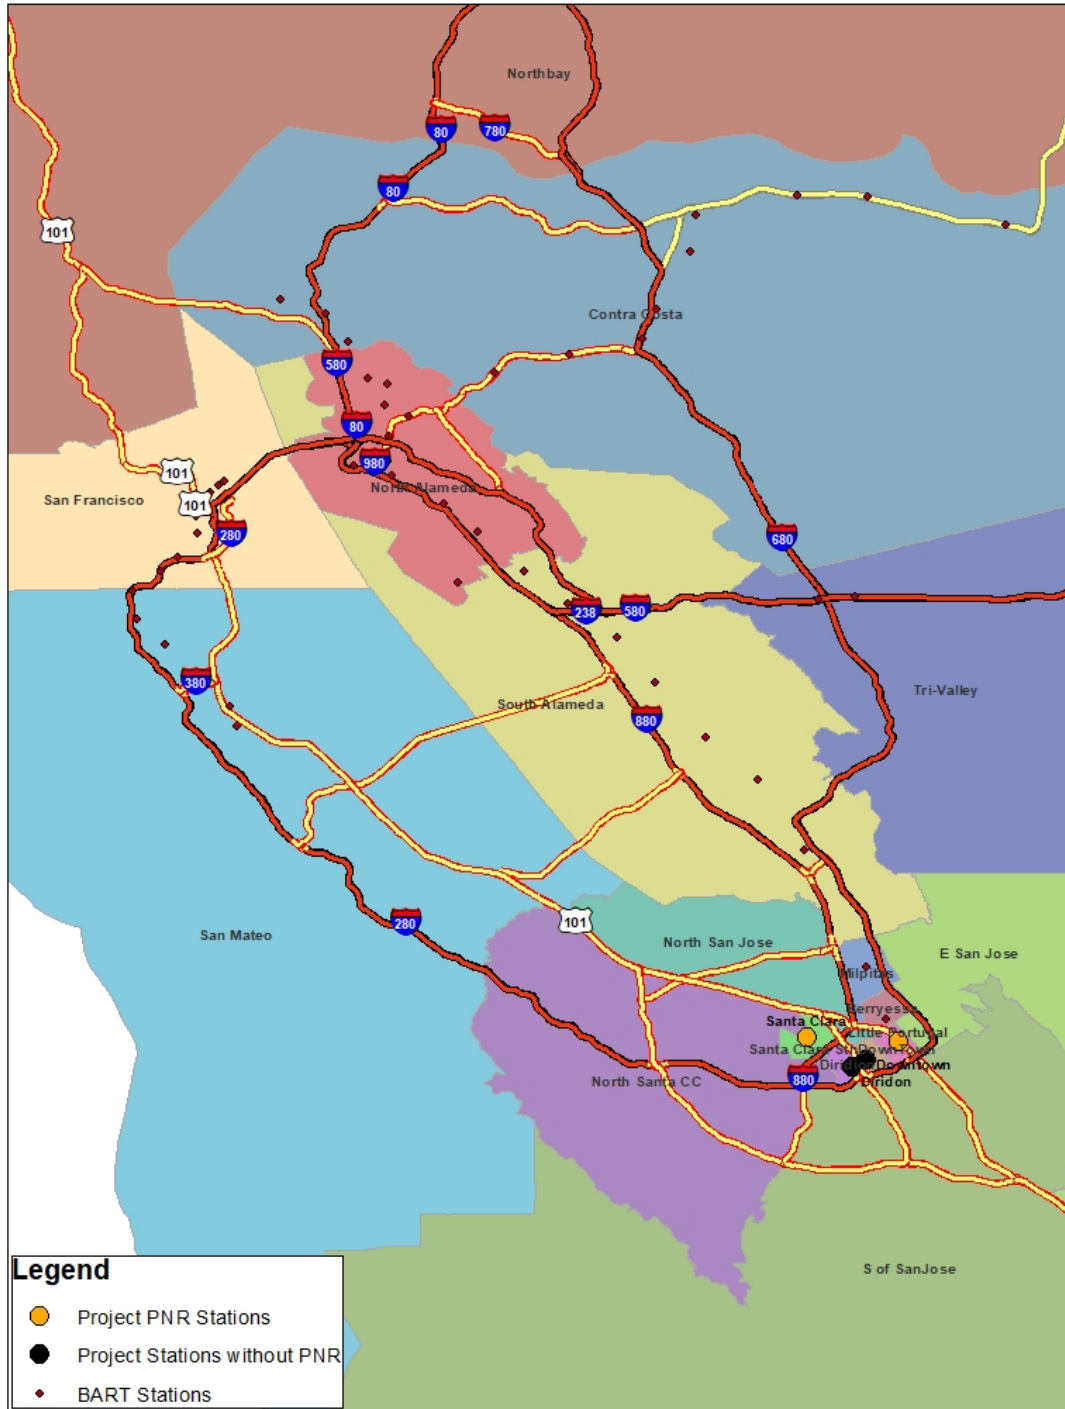 Northbay
80
780
80
101
Contra Costa
580
80
980
101
San Francisco
North Alameda
101
280
680
238
580
380
Tri-Valley
South Alameda
880
280
101
San Mateo
North San Jose
E San Jose
Milpitas
Berryessa
Santa Clara
Little Portugal
Santa Clara Sth
DownTown
Diridon
Downtown
880
North Santa CC
Diridon
S of SanJose
Legend
Project PNR Stations
Project Stations without PNR
BART Stations